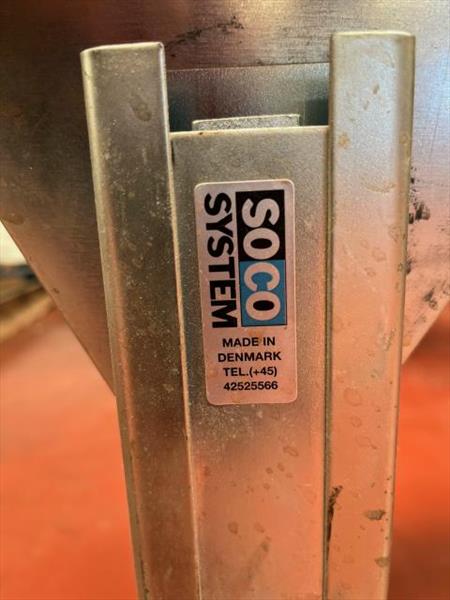 SOCO
SYSTEM
MADE IN
DENMARK
TEL.(+45)
42525566